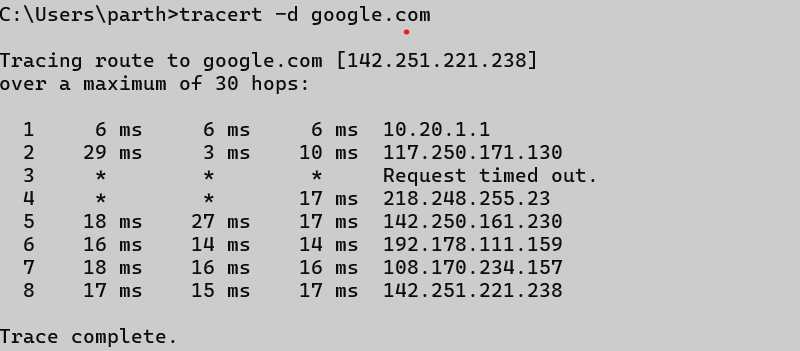 C:\Users\parth>tracert -d google.com
Tracing route to google.com [142.251.221.238]
over a maximum of 30 hops:
1 6 ms 6 ms 6 ms 10.20.1.1
2 29 ms 3 ms 10 ms 117.250.171.130
3 * * * Request timed out.
4 * * 17 ms 218.248.255.23
5 18 ms 27 ms 17 ms 142.250.161.230
6 16 ms 14 ms 14 ms 192.178.111.159
7 18 ms 16 ms 16 ms 108.170.234.157
8 17 ms 15 ms 17 ms 142.251.221.238
Trace complete.